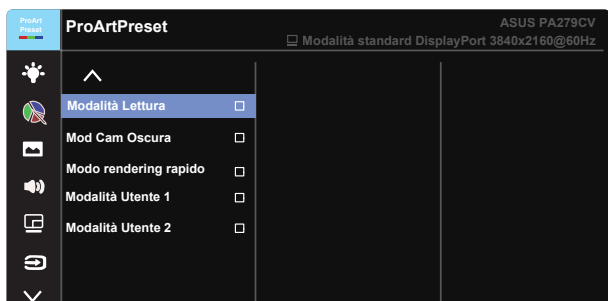 ProArt
Preset
ProArtPreset
ASUS PA279CV
Modalità standard DisplayPort 3840x2160@60Hz
Modalità Lettura
Mod Cam Oscura
Modo rendering rapido
Modalità Utente 1
Modalità Utente 2